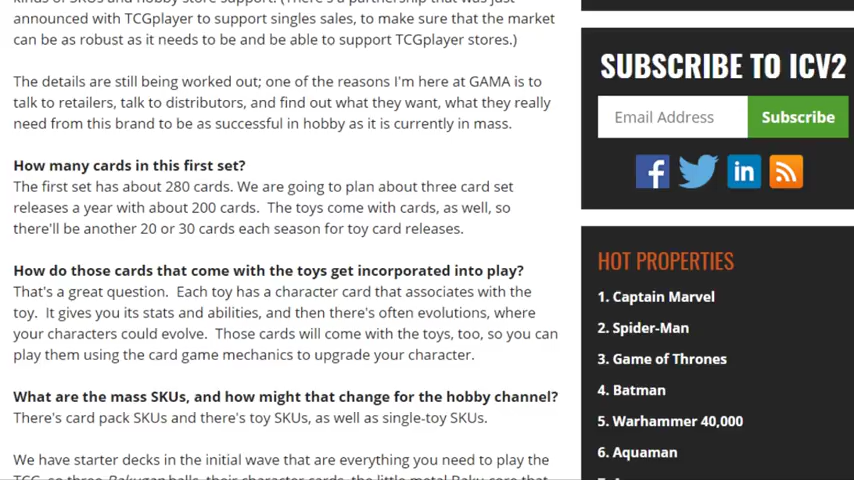 announced with TCGplayer to support singles sales, to make sure that the market
can be as robust as it needs to be and be able to support TCGplayer stores.)
The details are still being worked out; one of the reasons I'm here at GAMA is to
talk to retailers, talk to distributors, and find out what they want, what they really
need from this brand to be as successful in hobby as it is currently in mass.
How many cards in this first set?
The first set has about 280 cards. We are going to plan about three card set
releases a year with about 200 cards. The toys come with cards, as well, so
there'll be another 20 or 30 cards each season for toy card releases.
How do those cards that come with the toys get incorporated into play?
That's a great question. Each toy has a character card that associates with the
toy. It gives you its stats and abilities, and then there's often evolutions, where
your characters could evolve. Those cards will come with the toys, too, so you can
play them using the card game mechanics to upgrade your character.
What are the mass SKUs, and how might that change for the hobby channel?
There's card pack SKUs and there's toy SKUs, as well as single-toy SKUs.
We have starter decks in the initial wave that are everything you need to play the
SUBSCRIBE TO ICV2
Email Address
Subscribe
HOT PROPERTIES
1. Captain Marvel
2. Spider-Man
3. Game of Thrones
4. Batman
5. Warhammer 40,000
6. Aquaman